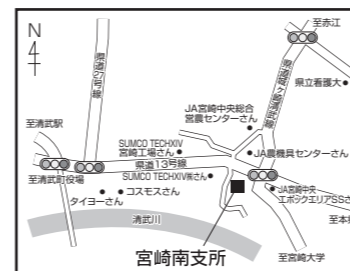 N
至赤江
県道7号線
県道城ヶ崎清武線
県立看護大
JA宮崎中央総合
営農センターさん
至清武駅
SUMCO TECHXIV
宮崎工場さん
県道13号線
JA農機具センターさん
至清武町役場
SUMCO TECHXIV㈱さん
コスモスさん
タイヨーさん
JA宮崎中央
エポックエリアSSさん
至本
清武川
宮崎南支所
至宮崎大学